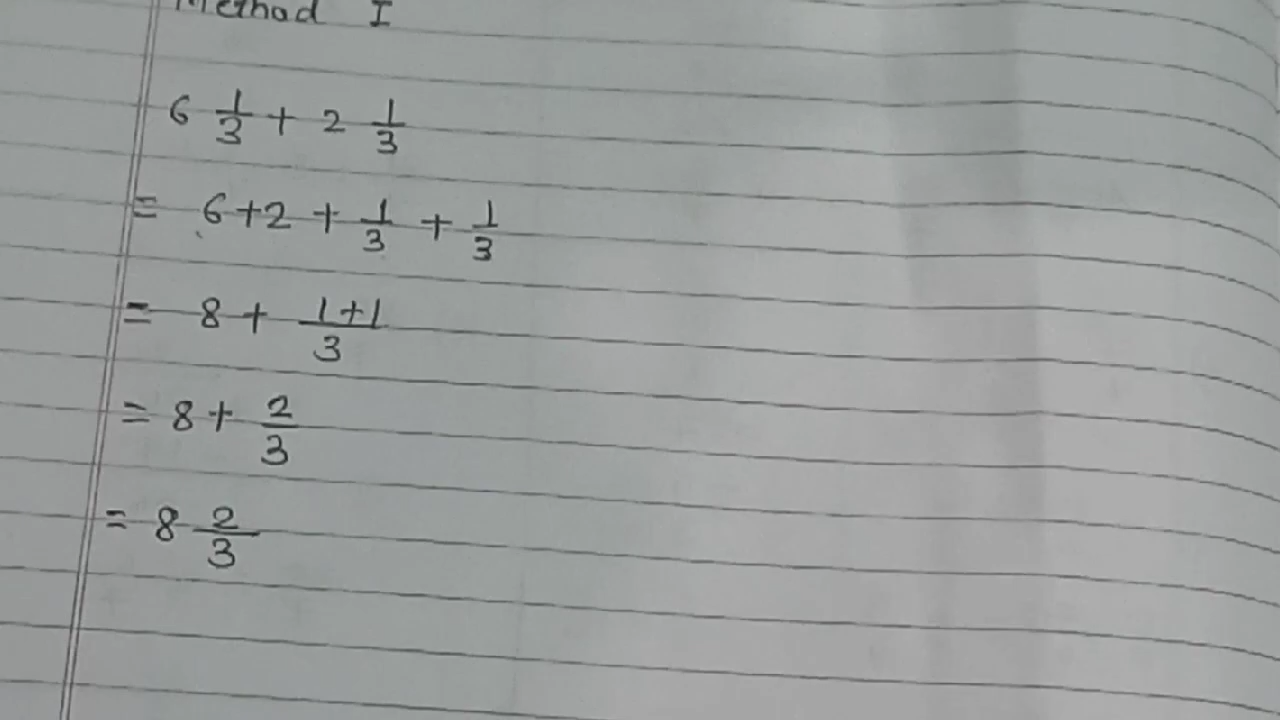 Method I
6 1/3 + 2 1/3
= 6+2 + 1/3 + 1/3
= 8 + (1+1)/3
= 8 + 2/3
= 8 2/3